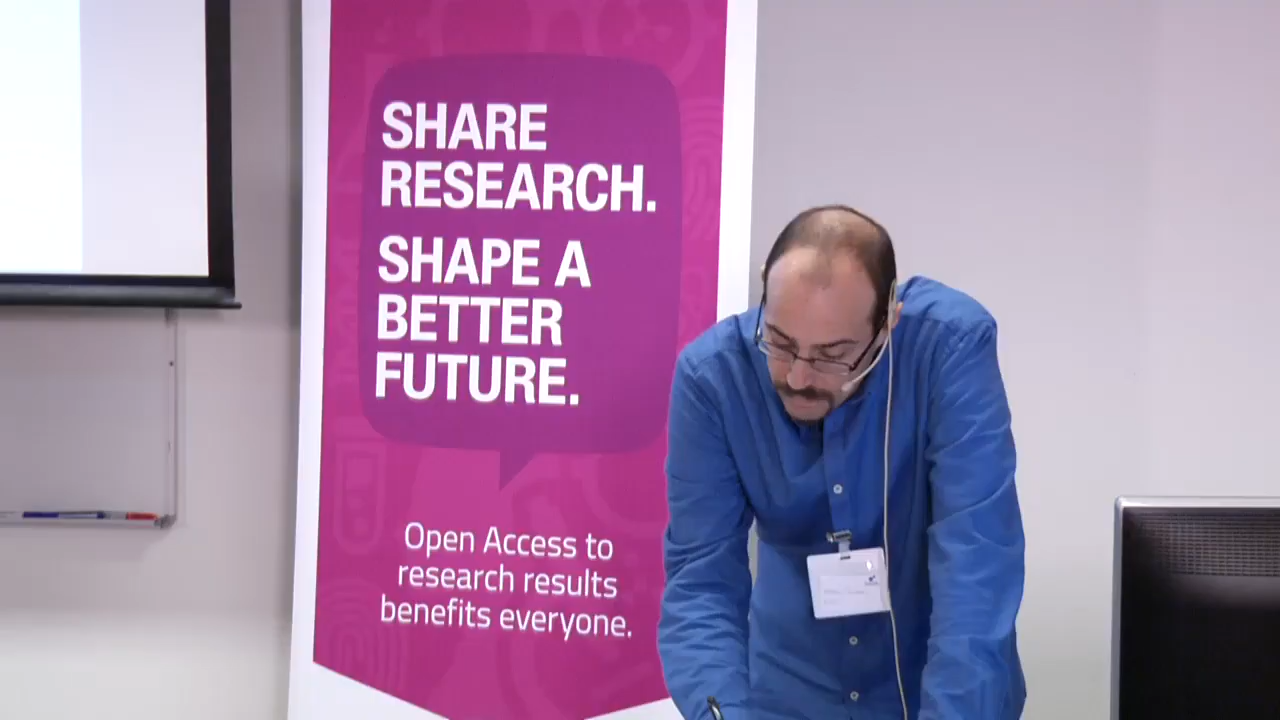 SHARE
RESEARCH.
SHAPE A
BETTER
FUTURE.
Open Access to
research results
benefits everyone.